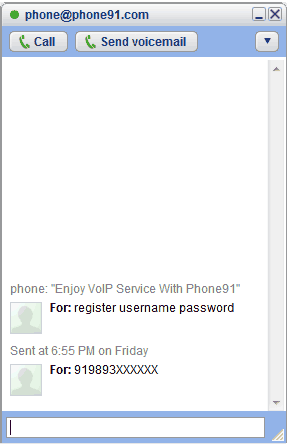 phone@phone91.com
Call
Send voicemail
phone: "Enjoy VoIP Service With Phone91"
For: register username password
Sent at 6:55 PM on Friday
For: 919893XXXXXX